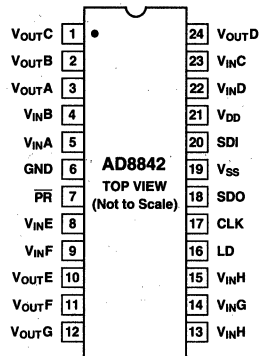 VOUTC 1 24 VOUTD
VOUTB 2 23 VINC
VOUTA 3 22 VIND
VINB 4 21 VDD
VINA 5 20 SDI
GND 6 19 VSS
AD8842
TOP VIEW
(Not to Scale)
PR 7 18 SDO
VINE 8 17 CLK
VINF 9 16 LD
VOUTE 10 15 VINH
VOUTF 11 14 VING
VOUTG 12 13 VINH